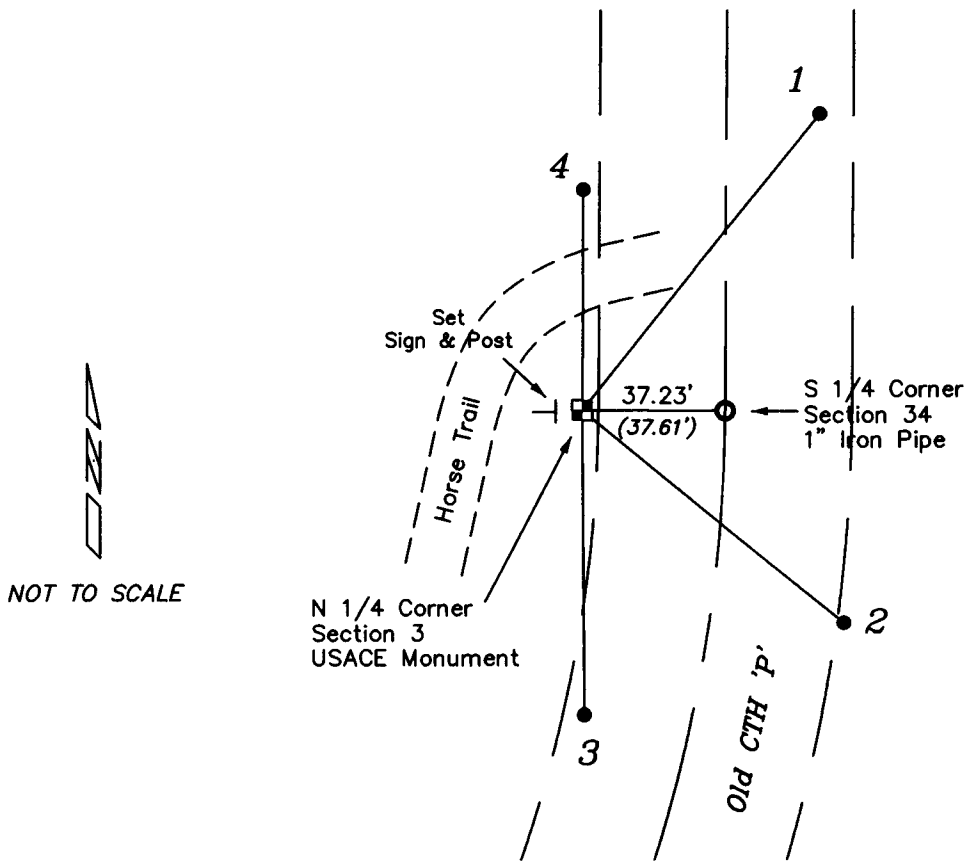 1
4
Set
Sign & Post
37.23'
(37.61')
S 1/4 Corner
Section 34
1" Iron Pipe
Horse Trail
N
NOT TO SCALE
N 1/4 Corner
Section 3
USACE Monument
2
3
Old CTH 'P'